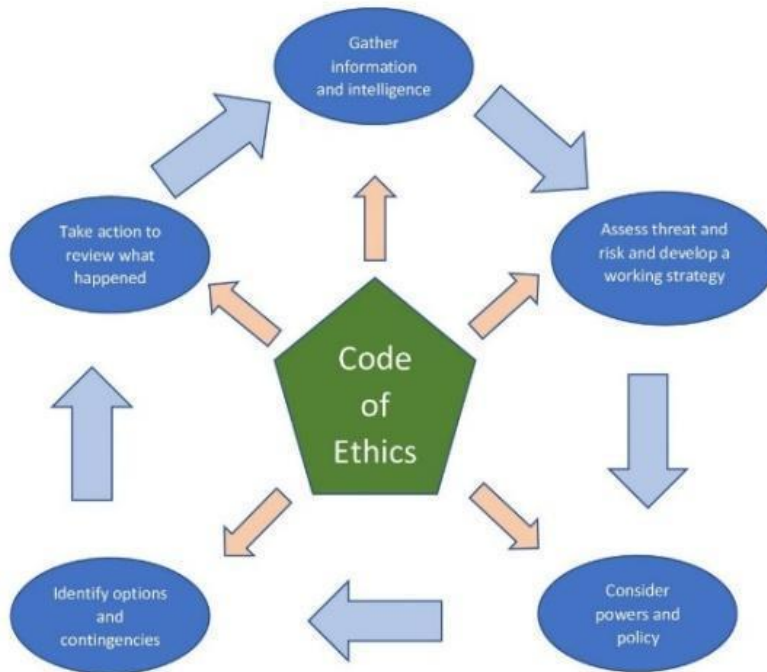 Gather
information
and intelligence
Take action to
review what
happened
Assess threat and
risk and develop a
working strategy
Code
of
Ethics
Identify options
and
contingencies
Consider
powers and
policy